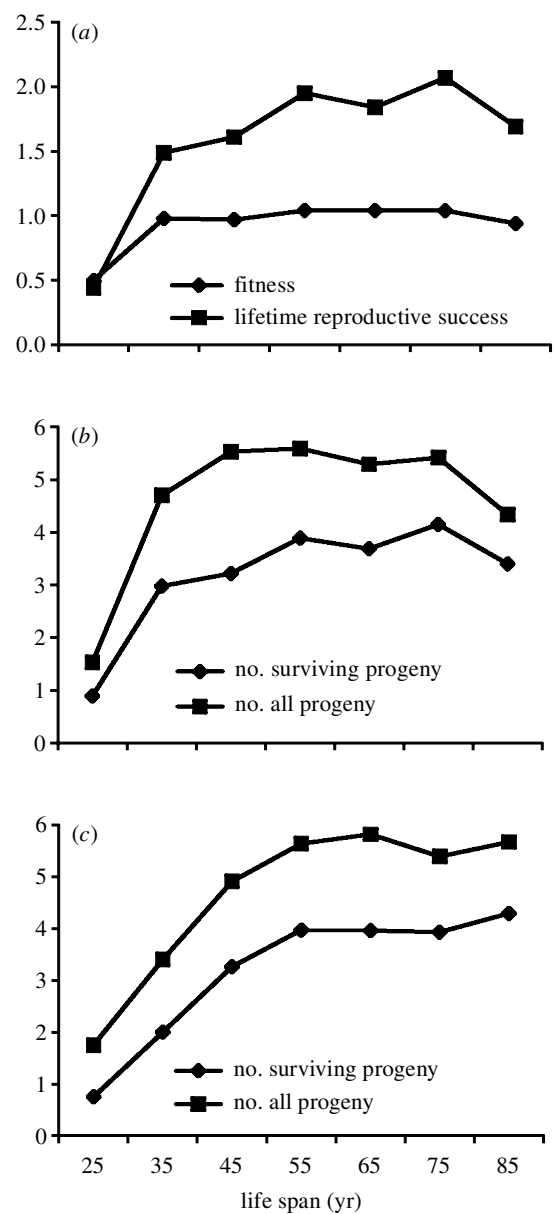 (a)
2.5
2.0
1.5
1.0
0.5
0.0
fitness
lifetime reproductive success
(b)
6
5
4
3
2
1
0
no. surviving progeny
no. all progeny
(c)
6
5
4
3
2
1
0
no. surviving progeny
no. all progeny
25 35 45 55 65 75 85
life span (yr)